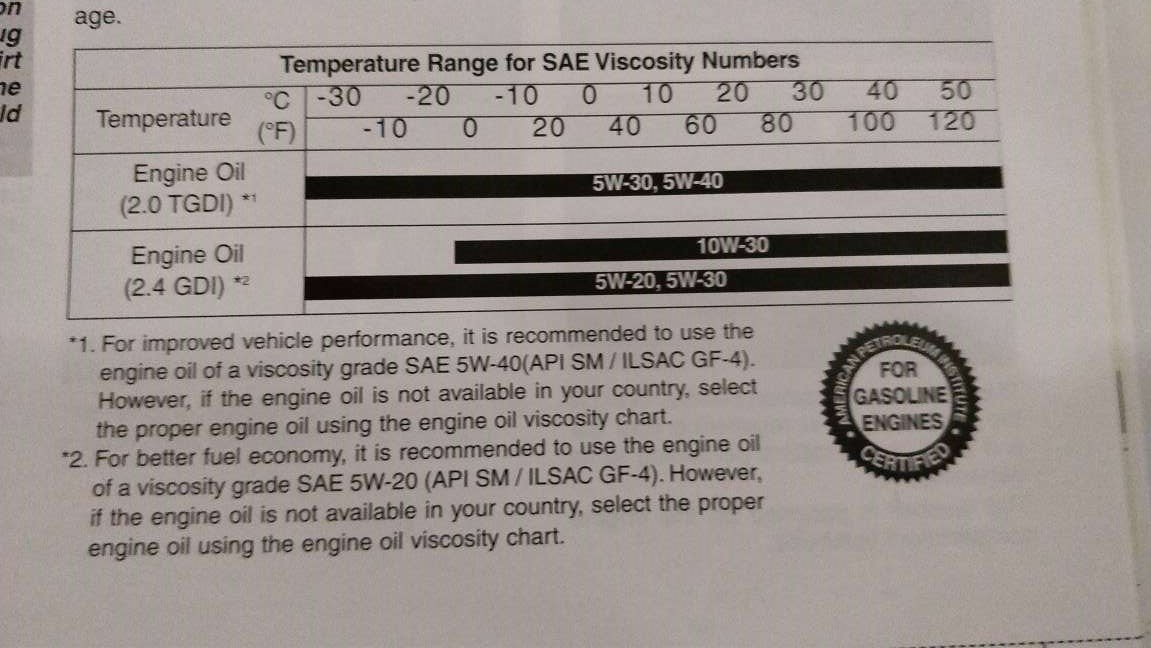 on
ug
irt
ne
ld
age.
Temperature Range for SAE Viscosity Numbers
Temperature °C -30 -20 -10 0 10 20 30 40 50
(°F) -10 0 20 40 60 80 100 120
Engine Oil
(2.0 TGDI) *1
5W-30, 5W-40
Engine Oil
(2.4 GDI) *2
10W-30
5W-20, 5W-30
*1. For improved vehicle performance, it is recommended to use the
engine oil of a viscosity grade SAE 5W-40(API SM / ILSAC GF-4).
However, if the engine oil is not available in your country, select
the proper engine oil using the engine oil viscosity chart.
*2. For better fuel economy, it is recommended to use the engine oil
of a viscosity grade SAE 5W-20 (API SM / ILSAC GF-4). However,
if the engine oil is not available in your country, select the proper
engine oil using the engine oil viscosity chart.
AMERICAN PETROLEUM INSTITUTE
FOR
GASOLINE
ENGINES
CERTIFIED